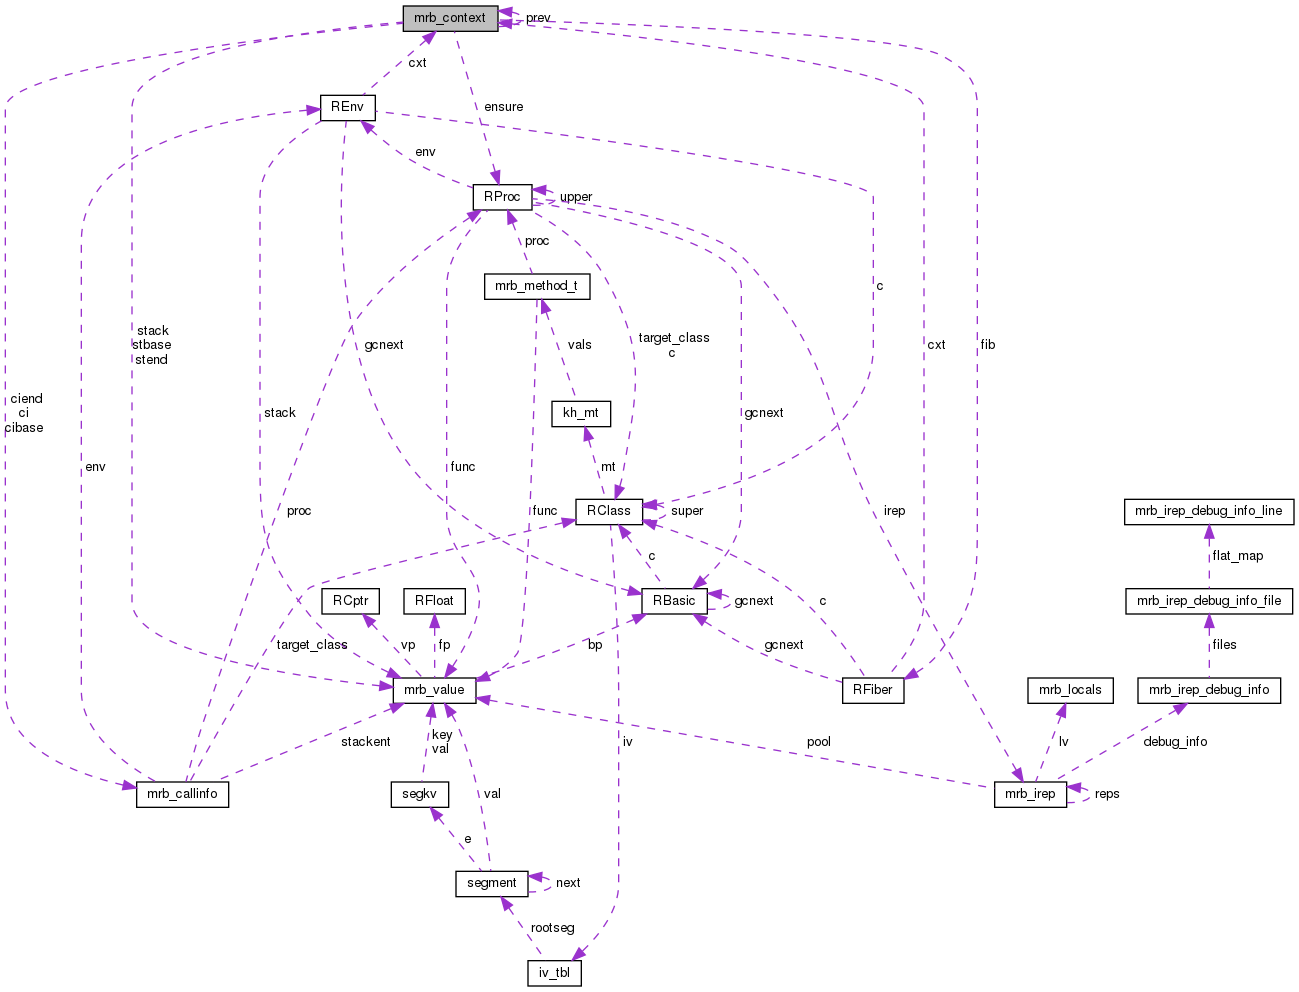 mrb_context
prev
cxt
REnv
ensure
env
RProc
upper
proc
mrb_method_t
c
stack
stbase
stend
gcnext
target_class
c
vals
cxt
fib
ciend
ci
cibase
stack
kh_mt
gcnext
env
func
mt
proc
func
RClass
super
irep
mrb_irep_debug_info_line
c
flat_map
RCptr
RFloat
RBasic
gcnext
c
mrb_irep_debug_info_file
target_class
vp
fp
bp
gcnext
files
mrb_value
RFiber
mrb_locals
mrb_irep_debug_info
stackent
key
val
iv
pool
lv
debug_info
mrb_callinfo
segkv
val
mrb_irep
reps
e
segment
next
rootseg
iv_tbl